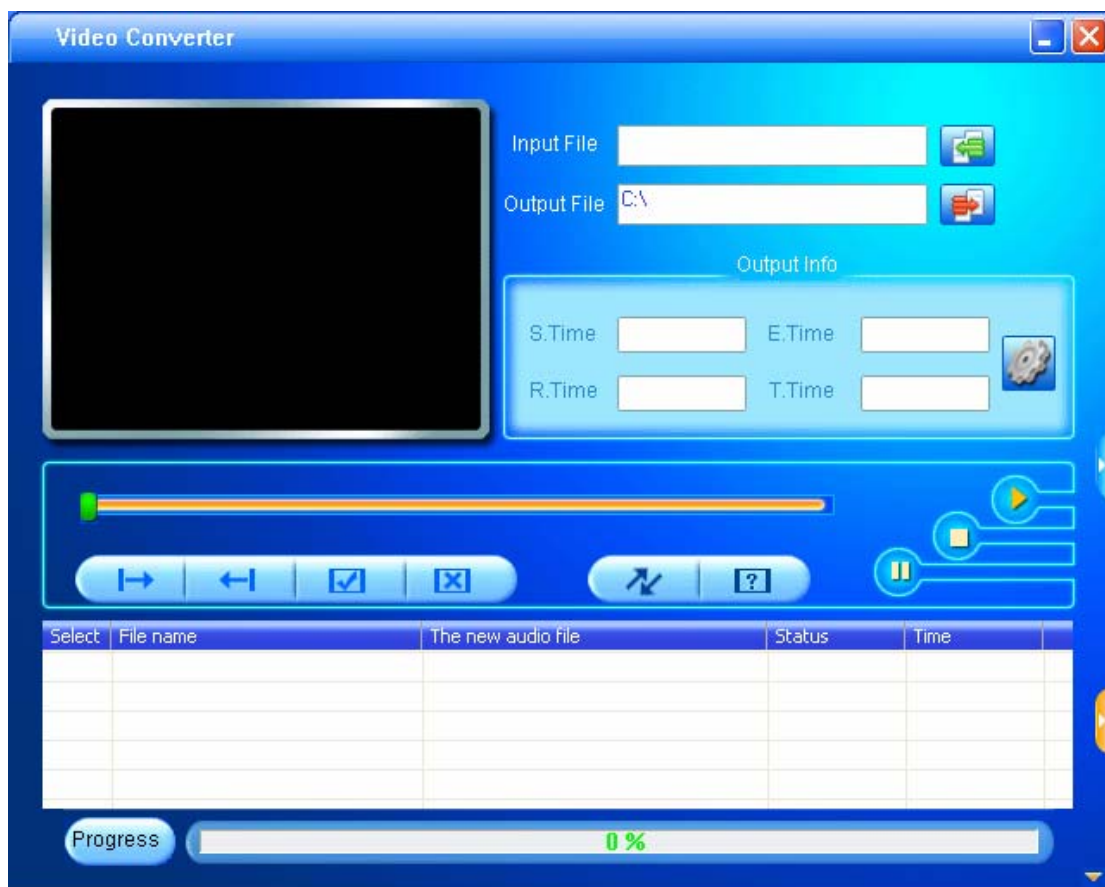 Video Converter
Input File
Output File C:\
Output Info
S.Time E.Time
R.Time T.Time
Select File name The new audio file Status Time
Progress 0 %